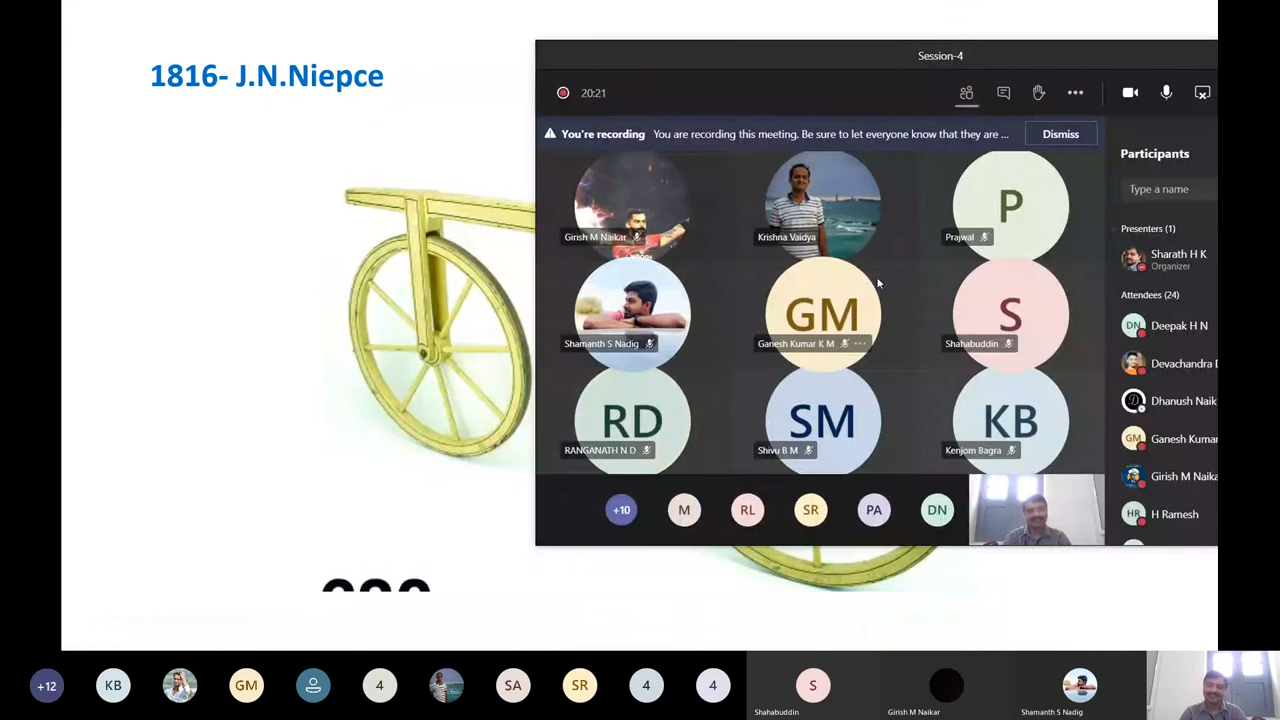 1816- J.N.Niepce
Session-4
20:21
You're recording You are recording this meeting. Be sure to let everyone know that they are ... Dismiss
Participants
Type a name
Presenters (1)
Sharath H K
Organizer
Attendees (24)
DN Deepak H N
Devachandra
D Dhanush Naik
GM Ganesh Kumar
Girish M Naika
HR H Ramesh
Girish M Naikar
Krishna Vaidya
P
Prajwal
Shamanth S Nadig
GM
Ganesh Kumar K M
S
Shahabuddin
RD
RANGANATH N D
SM
Shivu B M
KB
Kenjom Bagra
+10 M RL SR PA DN
+12 KB GM 4 SA SR 4 4 S
Shahabuddin
Girish M Naikar
Shamanth S Nadig